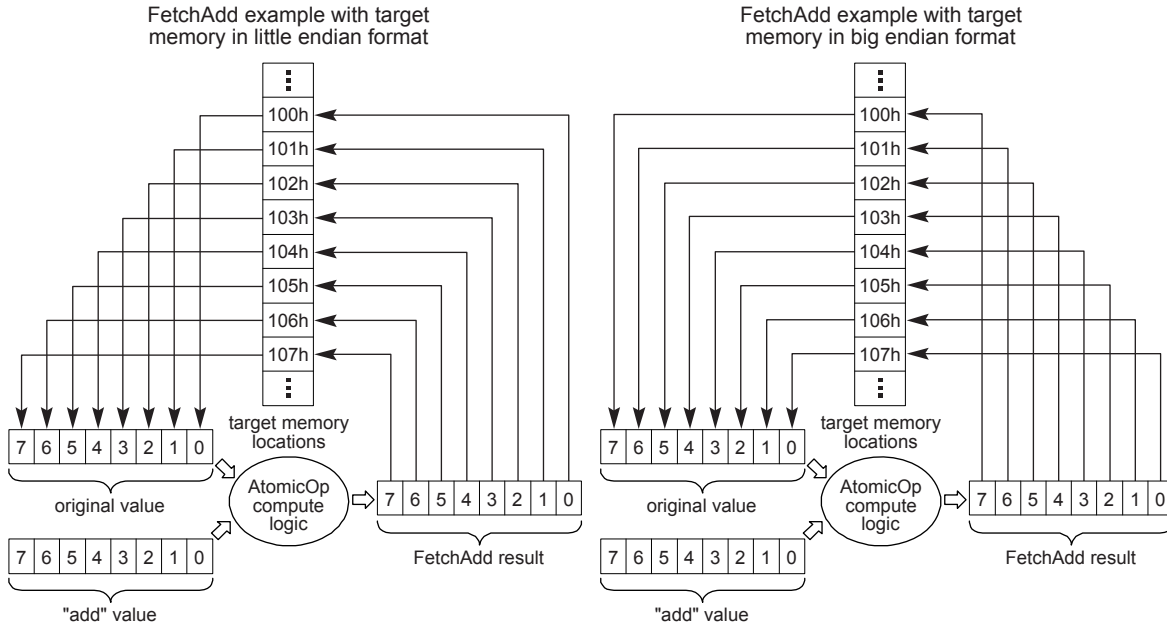 FetchAdd example with target
memory in little endian format
100h
101h
102h
103h
104h
105h
106h
107h
target memory
locations
7 6 5 4 3 2 1 0
original value
AtomicOp
compute
logic
7 6 5 4 3 2 1 0
FetchAdd result
7 6 5 4 3 2 1 0
"add" value
FetchAdd example with target
memory in big endian format
100h
101h
102h
103h
104h
105h
106h
107h
target memory
locations
7 6 5 4 3 2 1 0
original value
AtomicOp
compute
logic
7 6 5 4 3 2 1 0
FetchAdd result
7 6 5 4 3 2 1 0
"add" value